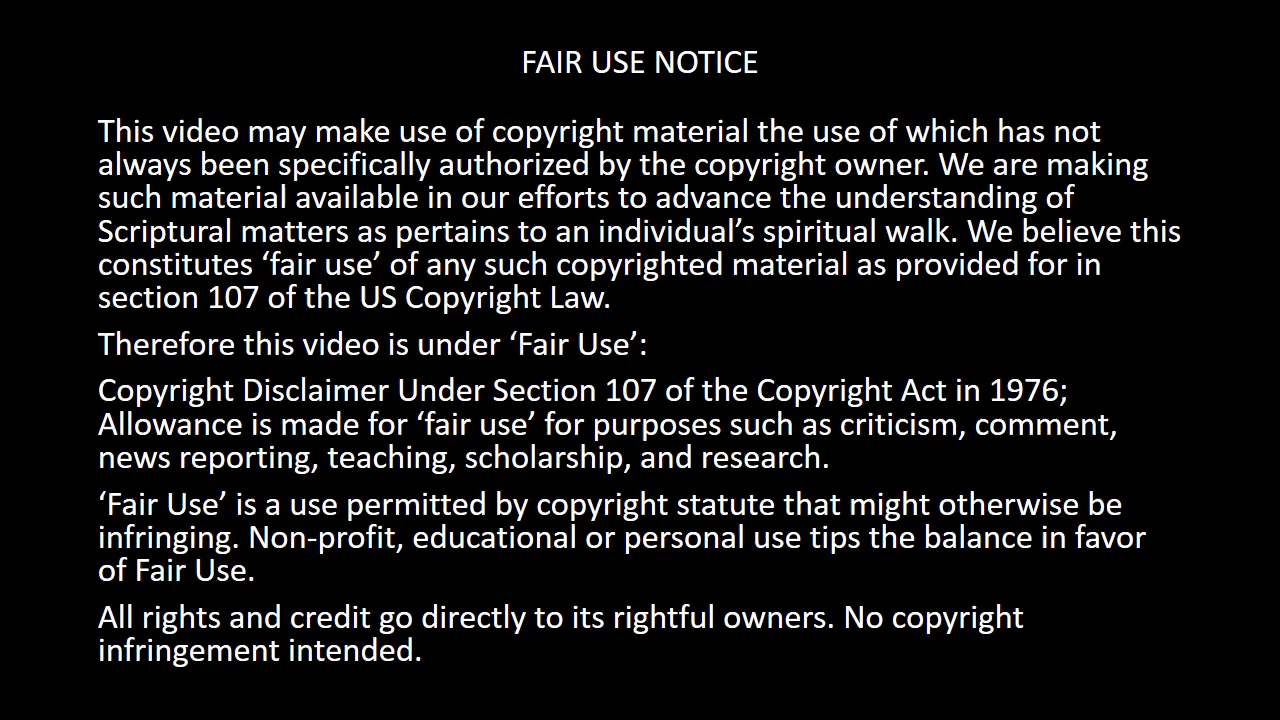 FAIR USE NOTICE
This video may make use of copyright material the use of which has not
always been specifically authorized by the copyright owner. We are making
such material available in our efforts to advance the understanding of
Scriptural matters as pertains to an individual’s spiritual walk. We believe this
constitutes ‘fair use’ of any such copyrighted material as provided for in
section 107 of the US Copyright Law.
Therefore this video is under ‘Fair Use’:
Copyright Disclaimer Under Section 107 of the Copyright Act in 1976;
Allowance is made for ‘fair use’ for purposes such as criticism, comment,
news reporting, teaching, scholarship, and research.
‘Fair Use’ is a use permitted by copyright statute that might otherwise be
infringing. Non-profit, educational or personal use tips the balance in favor
of Fair Use.
All rights and credit go directly to its rightful owners. No copyright
infringement intended.